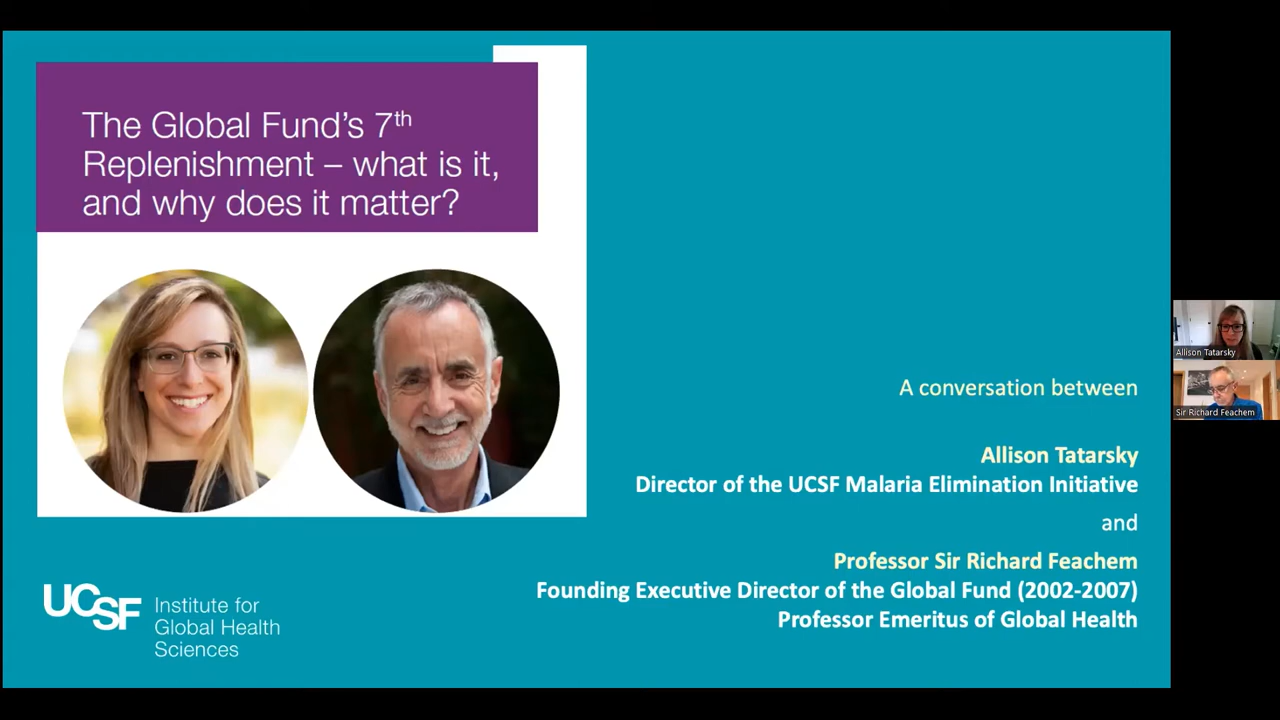 The Global Fund's 7th
Replenishment – what is it,
and why does it matter?
A conversation between
Allison Tatarsky
Director of the UCSF Malaria Elimination Initiative
and
Professor Sir Richard Feachem
Founding Executive Director of the Global Fund (2002-2007)
Professor Emeritus of Global Health
UCSF
Institute for
Global Health
Sciences
Allison Tatarsky
Sir Richard Feachem